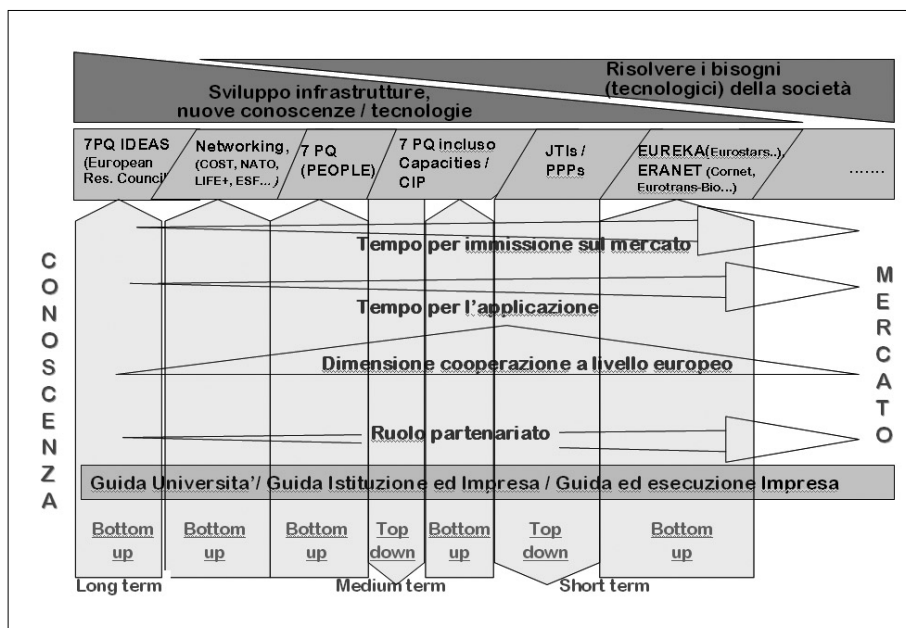 Risolvere i bisogni
(tecnologici) della società
Sviluppo infrastrutture,
nuove conoscenze / tecnologie
7PQ IDEAS
(European
Res. Council
Networking,
(COST, NATO,
LIFE+, ESF...)
7 PQ
(PEOPLE)
7 PQ incluso
Capacities /
CIP
JTIs /
PPPs
EUREKA(Eurostars..),
ERANET (Cornet,
Eurotrans-Bio...)
.......
CONOSCENZA
Tempo per immissione sul mercato
Tempo per l'applicazione
Dimensione cooperazione a livello europeo
Ruolo partenariato
MERCATO
Guida Universita'/ Guida Istituzione ed Impresa / Guida ed esecuzione Impresa
Bottom
up
Bottom
up
Bottom
up
Top
down
Bottom
up
Top
down
Bottom
up
Long term
Medium term
Short term